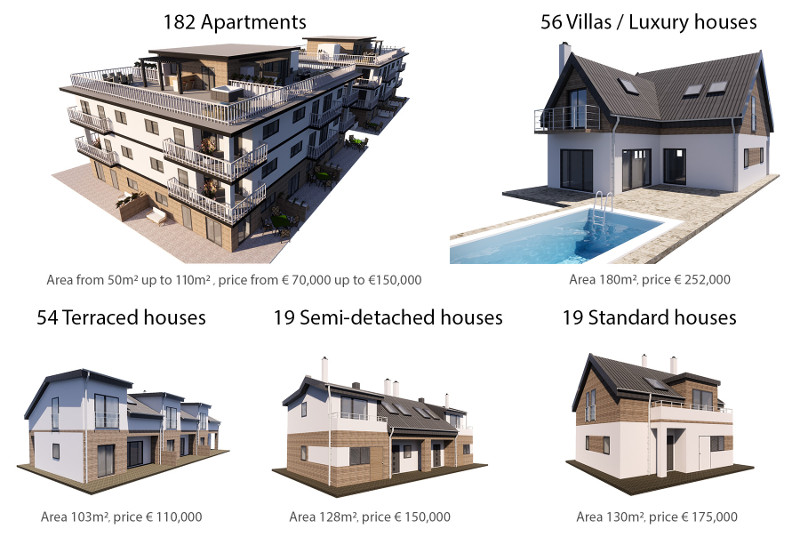 182 Apartments
56 Villas / Luxury houses
Area from 50m² up to 110m² , price from € 70,000 up to €150,000
Area 180m², price € 252,000
54 Terraced houses
19 Semi-detached houses
19 Standard houses
Area 103m², price € 110,000
Area 128m², price € 150,000
Area 130m², price € 175,000